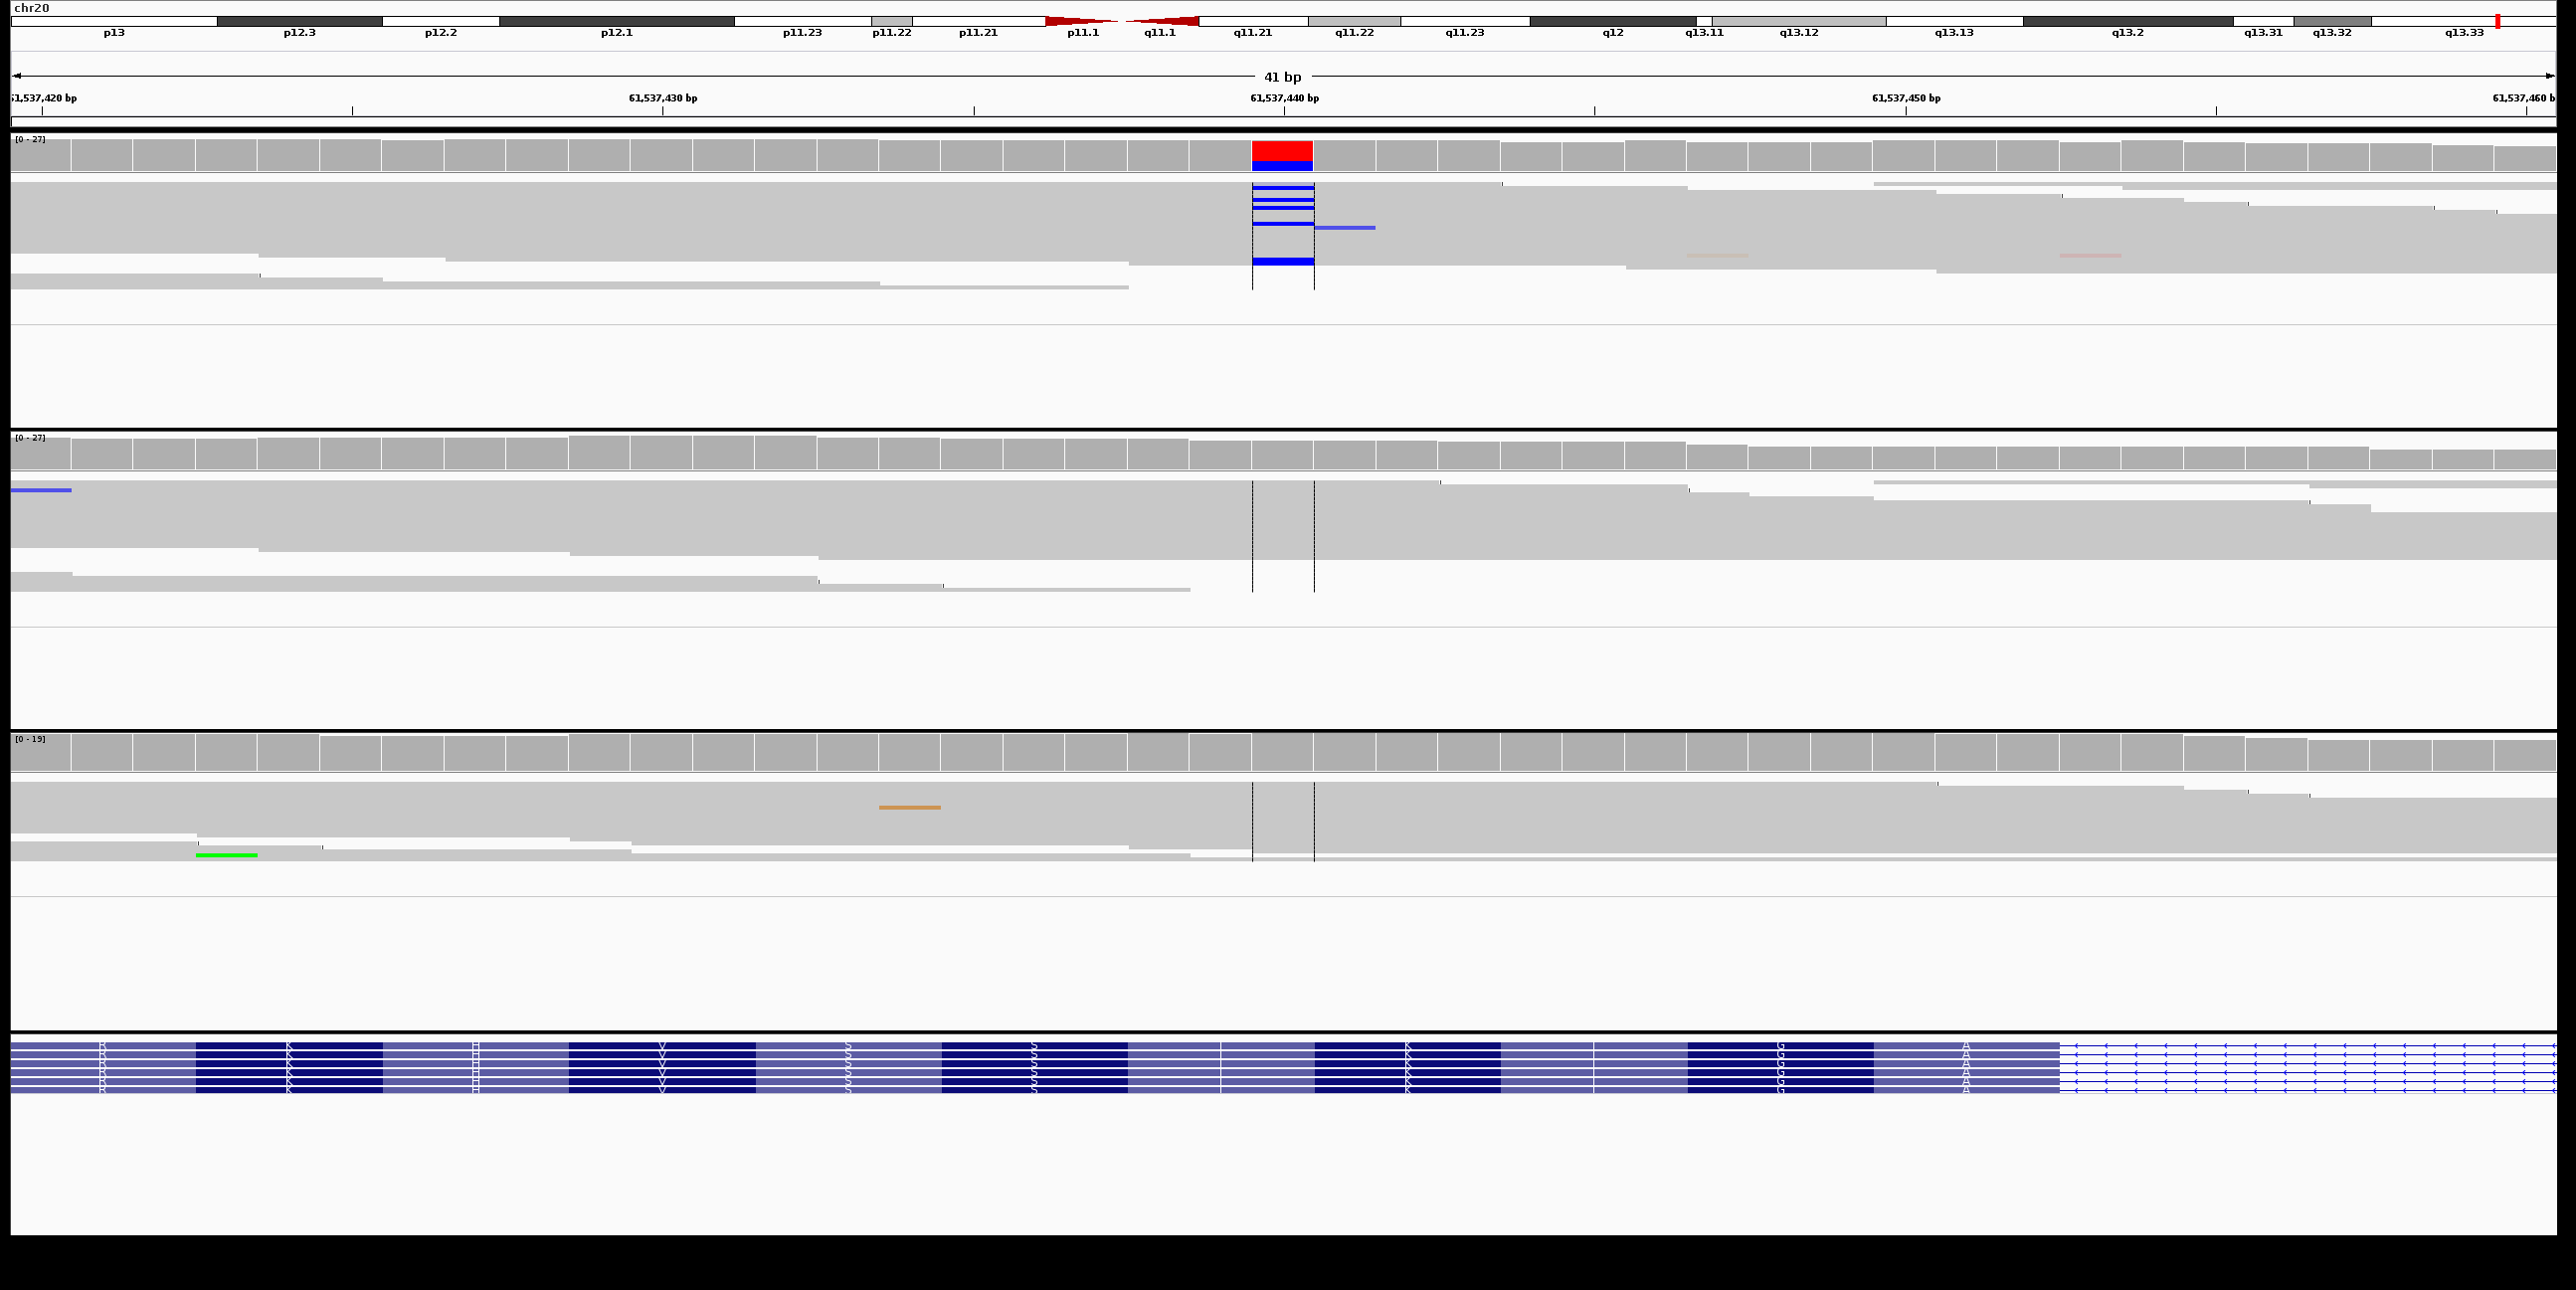 chr20
p13 p12.3 p12.2 p12.1 p11.23 p11.22 p11.21 p11.1 q11.1 q11.21 q11.22 q11.23 q12 q13.11 q13.12 q13.13 q13.2 q13.31 q13.32 q13.33
41 bp
61,537,420 bp 61,537,430 bp 61,537,440 bp 61,537,450 bp 61,537,460 b
[0 - 27]
[0 - 27]
[0 - 19]
R K H V S S I K I G A
R K H V S S I K I G A
R K H V S S I K I G A
R K H V S S I K I G A
R K H V S S I K I G A
R K H V S S I K I G A